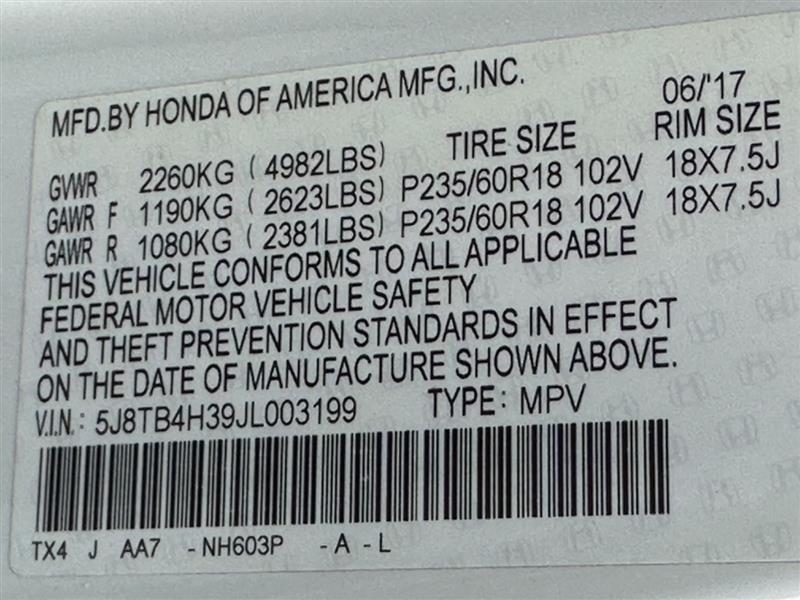 MFD.BY HONDA OF AMERICA MFG.,INC. 06/'17
TIRE SIZE RIM SIZE
GVWR 2260KG ( 4982LBS)
GAWR F 1190KG ( 2623LBS) P235/60R18 102V 18X7.5J
GAWR R 1080KG ( 2381LBS) P235/60R18 102V 18X7.5J
THIS VEHICLE CONFORMS TO ALL APPLICABLE
FEDERAL MOTOR VEHICLE SAFETY
AND THEFT PREVENTION STANDARDS IN EFFECT
ON THE DATE OF MANUFACTURE SHOWN ABOVE.
V.I.N.: 5J8TB4H39JL003199 TYPE: MPV
TX4 J AA7 -NH603P -A -L